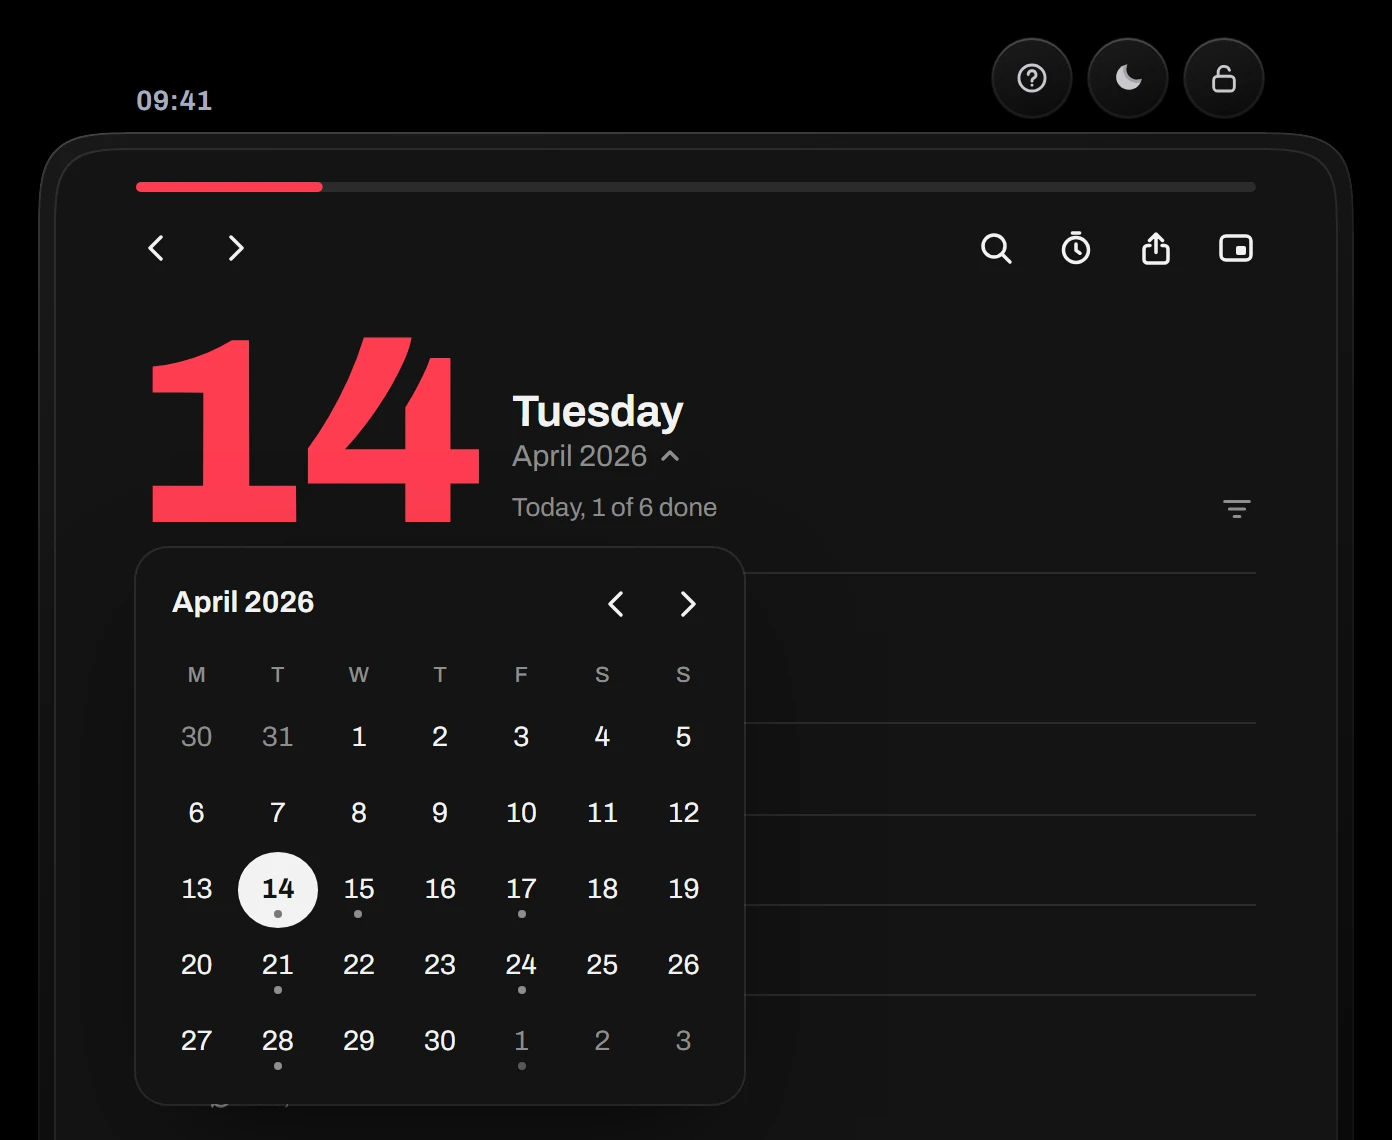 09:41
14
Tuesday
April 2026
Today, 1 of 6 done
April 2026
M T W T F S S
30 31 1 2 3 4 5
6 7 8 9 10 11 12
13 14 15 16 17 18 19
20 21 22 23 24 25 26
27 28 29 30 1 2 3